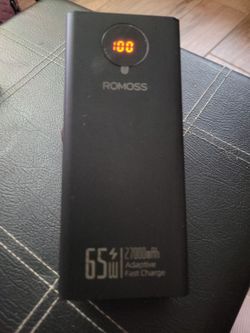 100
ROMOSS
65W
27000mAh
Adaptive
Fast Charge